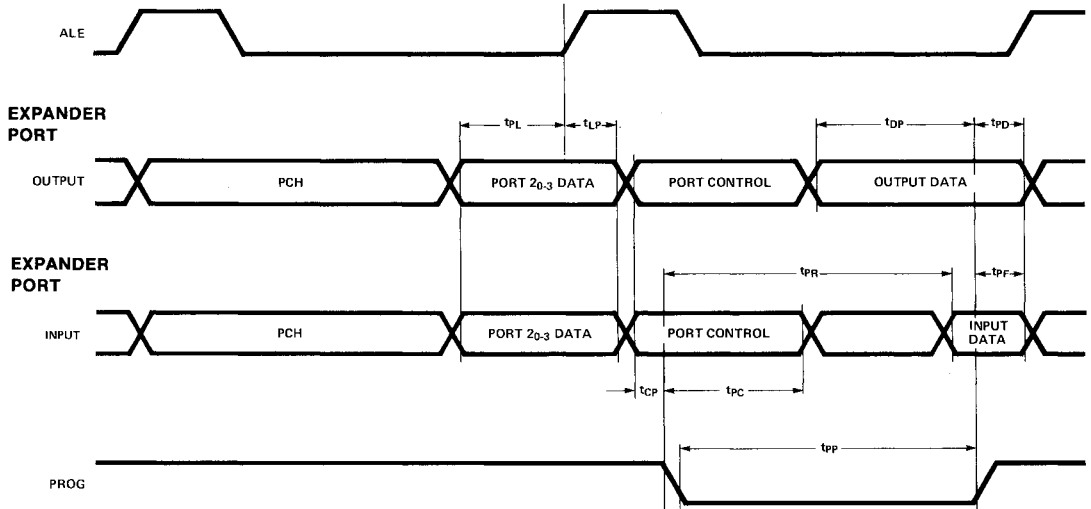 ALE
EXPANDER
PORT
tPL
tLP
tDP
tPD
OUTPUT
PCH
PORT 20-3 DATA
PORT CONTROL
OUTPUT DATA
EXPANDER
PORT
tPR
tPF
INPUT
PCH
PORT 20-3 DATA
PORT CONTROL
INPUT
DATA
tCP
tPC
tPP
PROG